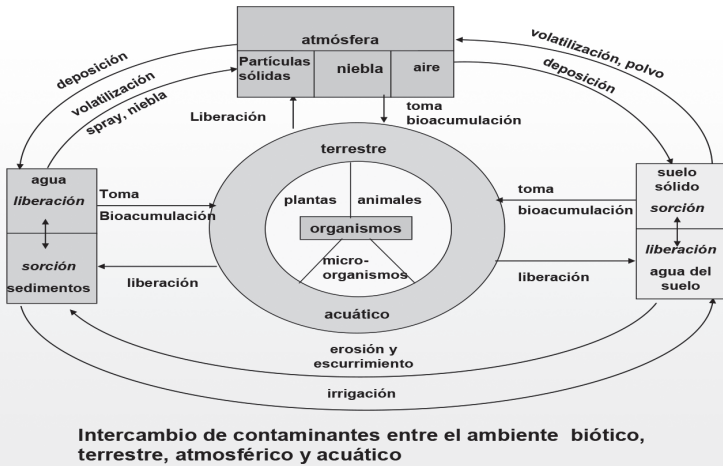 atmósfera
Partículas
sólidas
niebla
aire
deposición
volatilización
spray, niebla
volatilización, polvo
deposición
Liberación
toma
bioacumulación
terrestre
agua
liberación
sorción
sedimentos
Toma
Bioacumulación
liberación
plantas
animales
organismos
micro-
organismos
acuático
toma
bioacumulación
liberación
suelo
sólido
sorción
liberación
agua del
suelo
erosión y
escurrimiento
irrigación
Intercambio de contaminantes entre el ambiente biótico,
terrestre, atmosférico y acuático